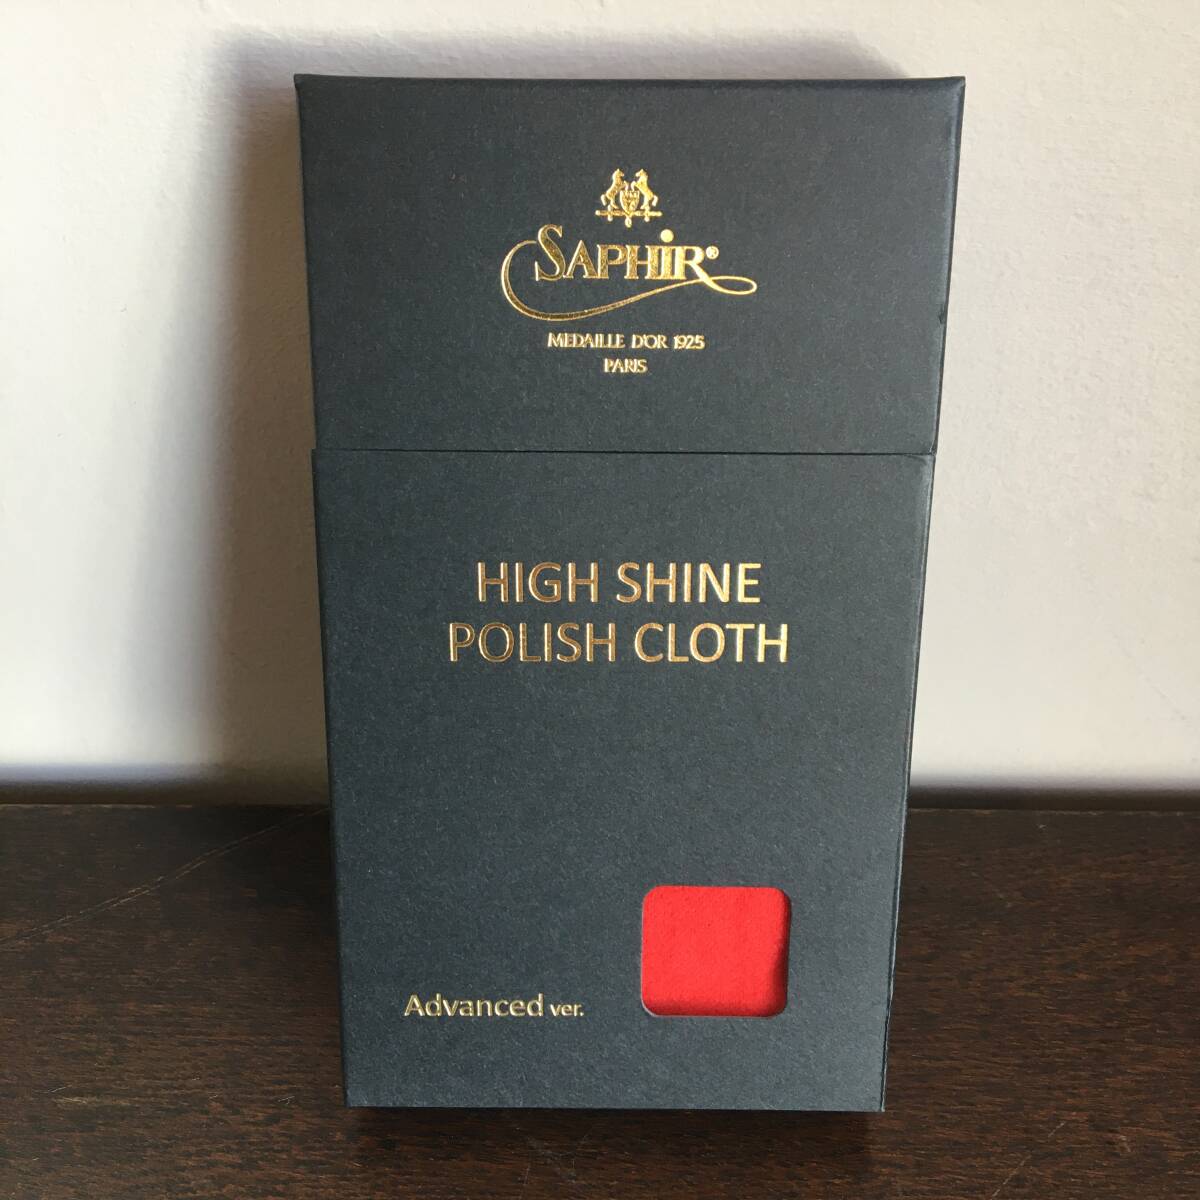 SAPHiR®
MEDAILLE D'OR 1925
PARIS
HIGH SHINE
POLISH CLOTH
Advanced ver.